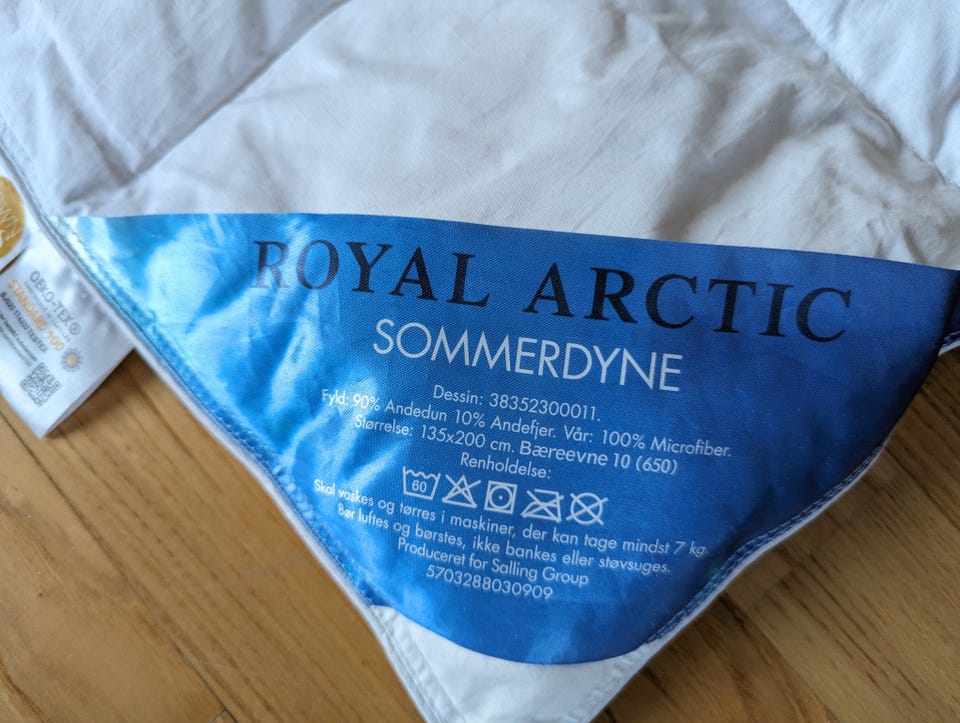 ROYAL ARCTIC
SOMMERDYNE
Dessin: 38352300011.
Fyld: 90% Andedun 10% Andefjer. Vår: 100% Microfiber.
Størrelse: 135x200 cm. Bæreevne 10 (650)
Renholdelse:
60
Skal vaskes og tørres i maskiner, der kan tage mindst 7 kg.
Bør luftes og børstes, ikke bankes eller støvsuges.
Produceret for Salling Group
5703288030909
OEKO-TEX®
STANDARD 100